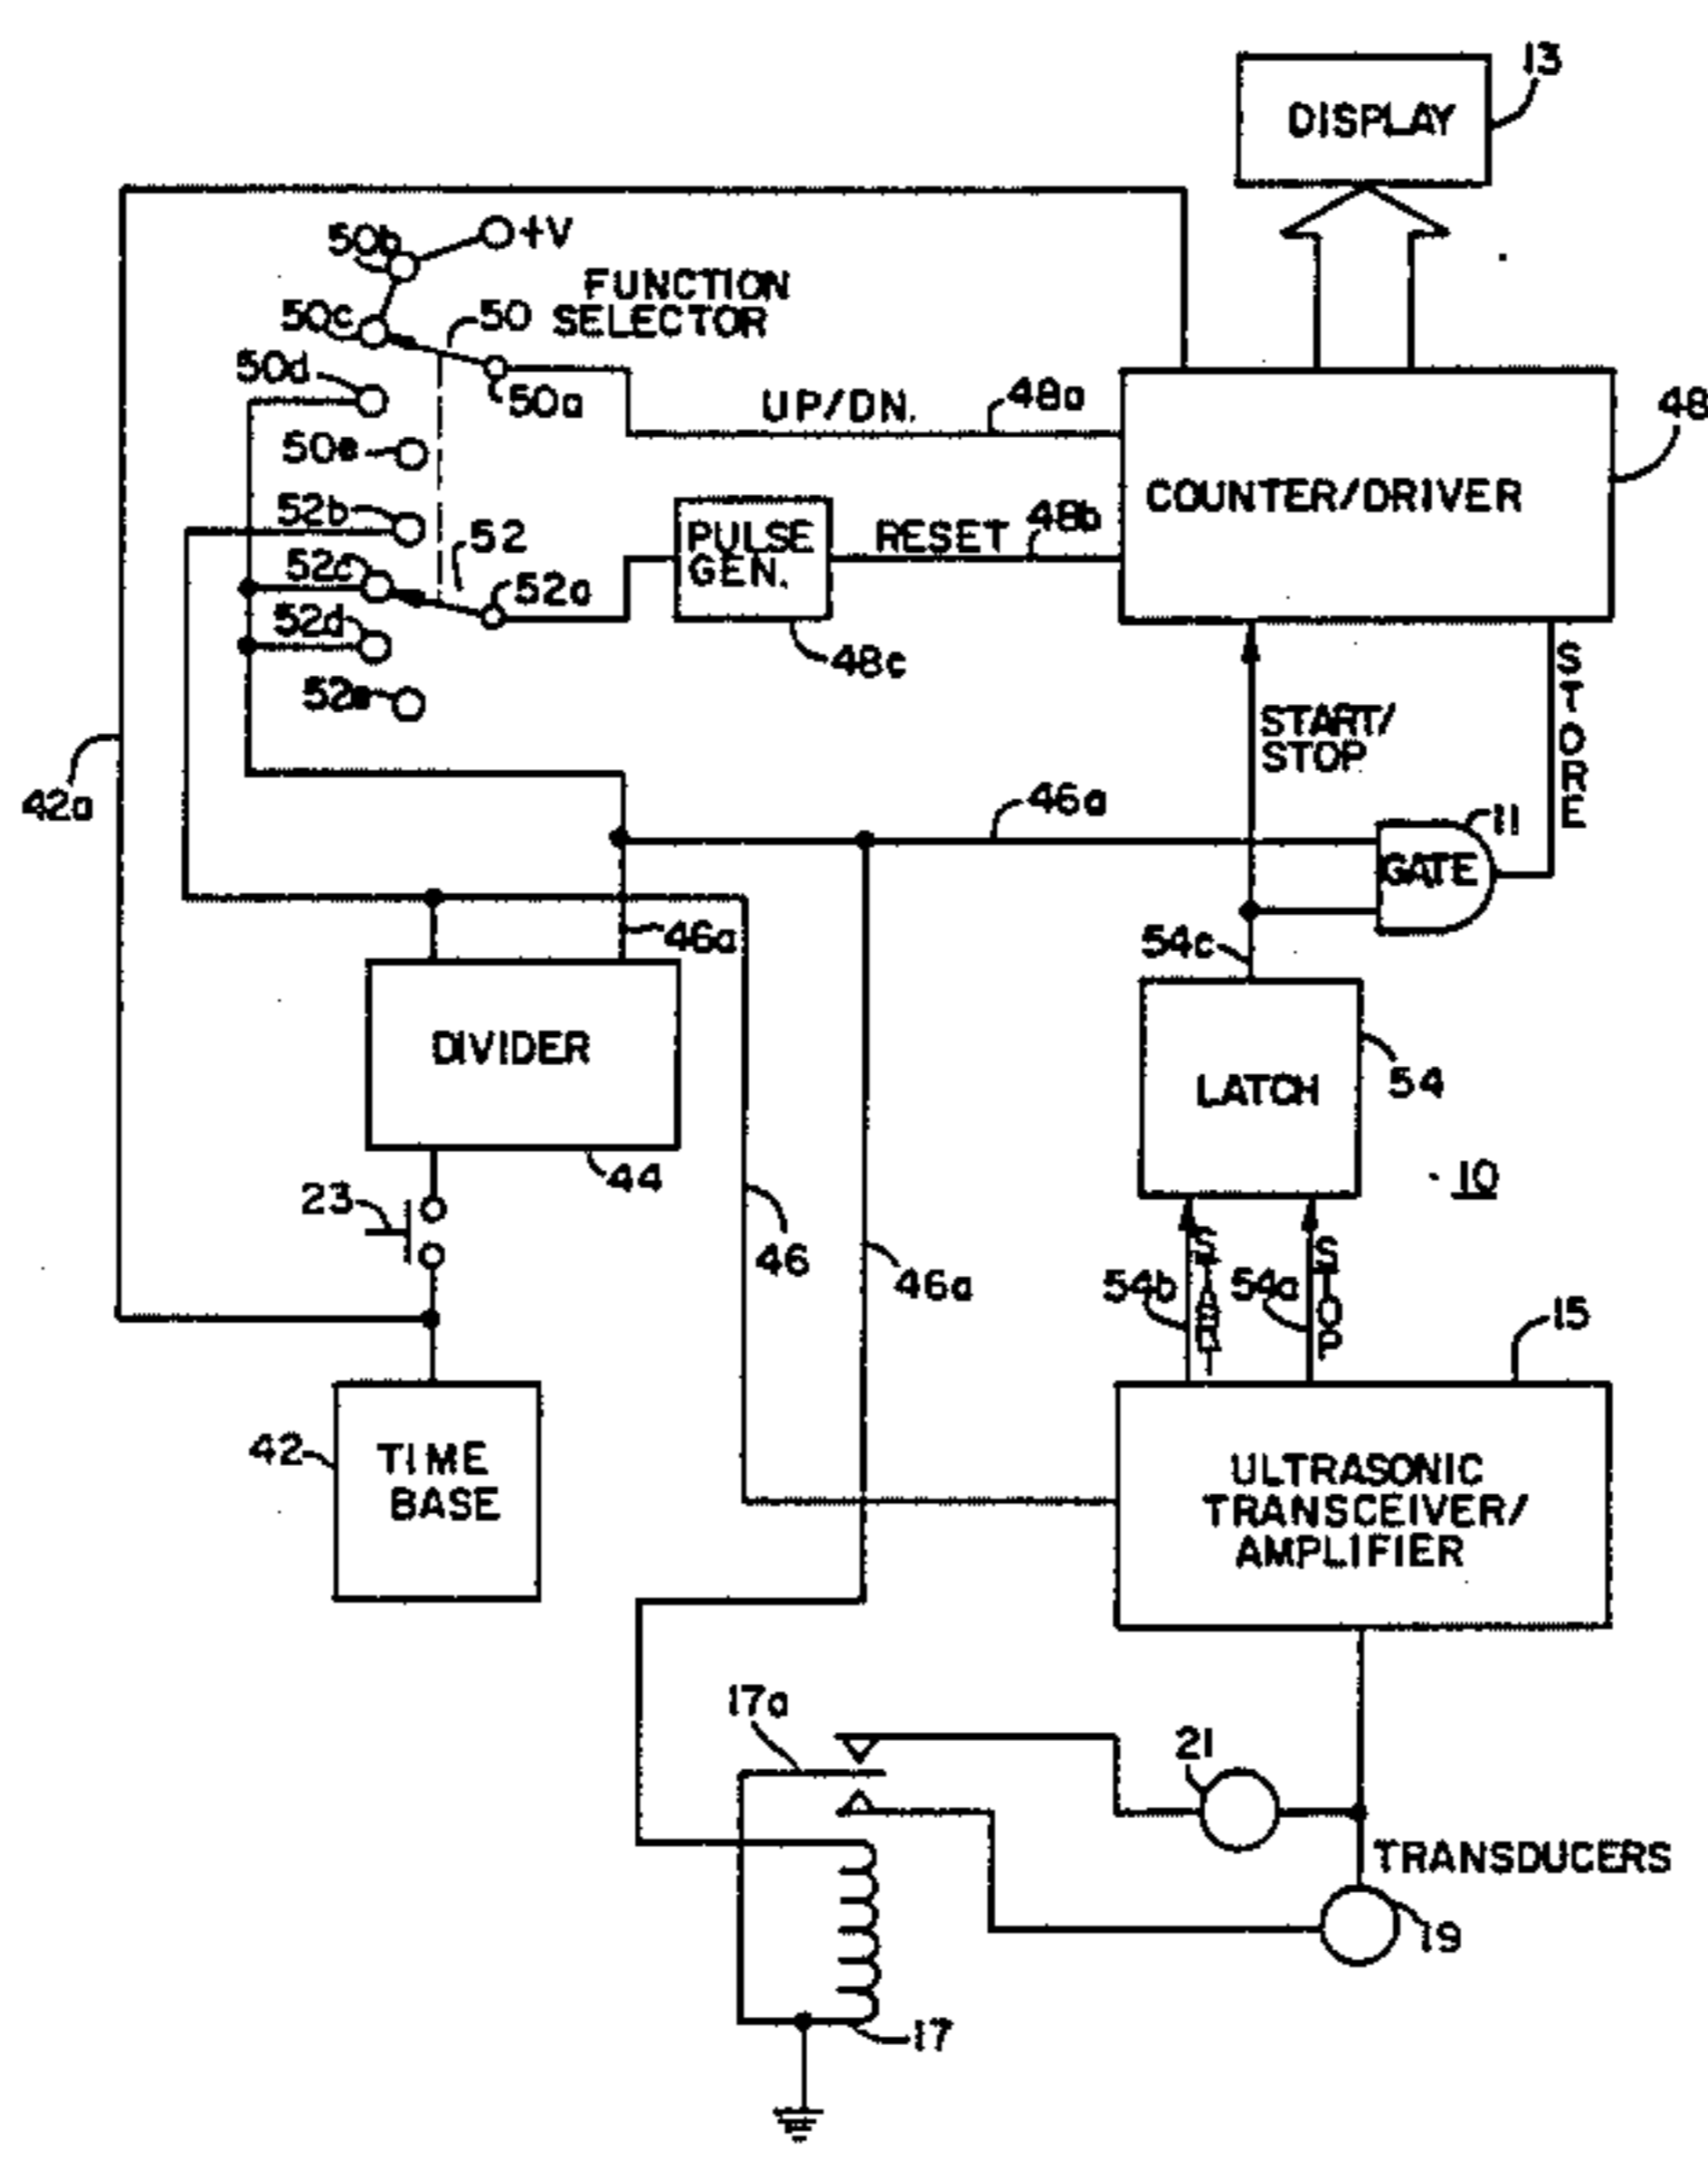 13
DISPLAY
50b
+V
FUNCTION
50c
50 SELECTOR
50d
50a
UP/DN.
48a
48
50e
COUNTER/DRIVER
52b
52
PULSE
GEN.
RESET
48b
52c
52a
52d
48c
52e
STORE
START/
STOP
42a
46a
11
GATE
46a
54c
DIVIDER
LATCH
54
44
10
23
46
46a
54b
START
54a
STOP
15
42
TIME
BASE
ULTRASONIC
TRANSCEIVER/
AMPLIFIER
17a
21
TRANSDUCERS
19
17